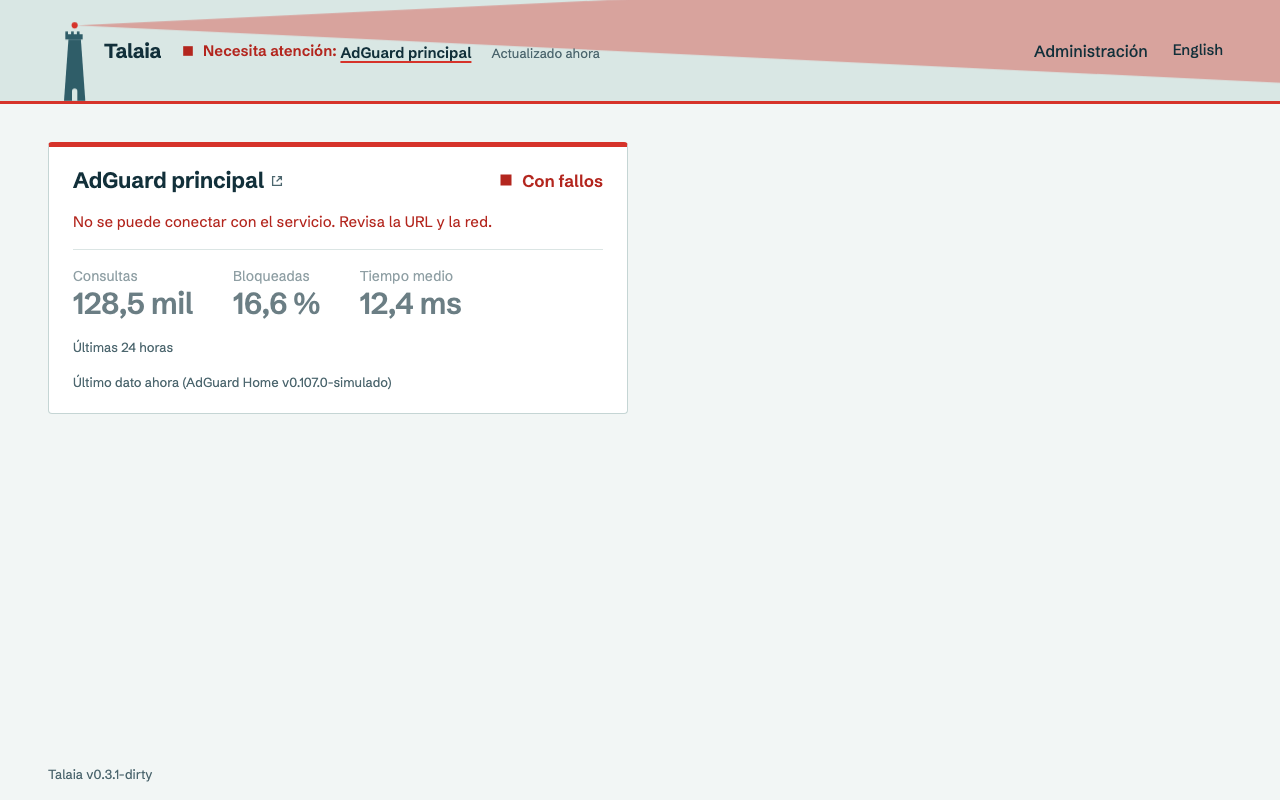 Talaia
Necesita atención: AdGuard principal
Actualizado ahora
Administración
English
AdGuard principal
Con fallos
No se puede conectar con el servicio. Revisa la URL y la red.
Consultas
128,5 mil
Bloqueadas
16,6 %
Tiempo medio
12,4 ms
Últimas 24 horas
Último dato ahora (AdGuard Home v0.107.0-simulado)
Talaia v0.3.1-dirty